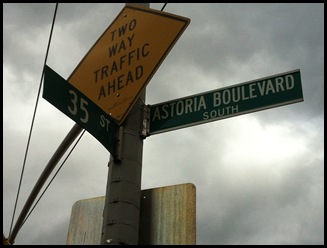 TWO
WAY
TRAFFIC
AHEAD
35 ST
ASTORIA BOULEVARD
SOUTH